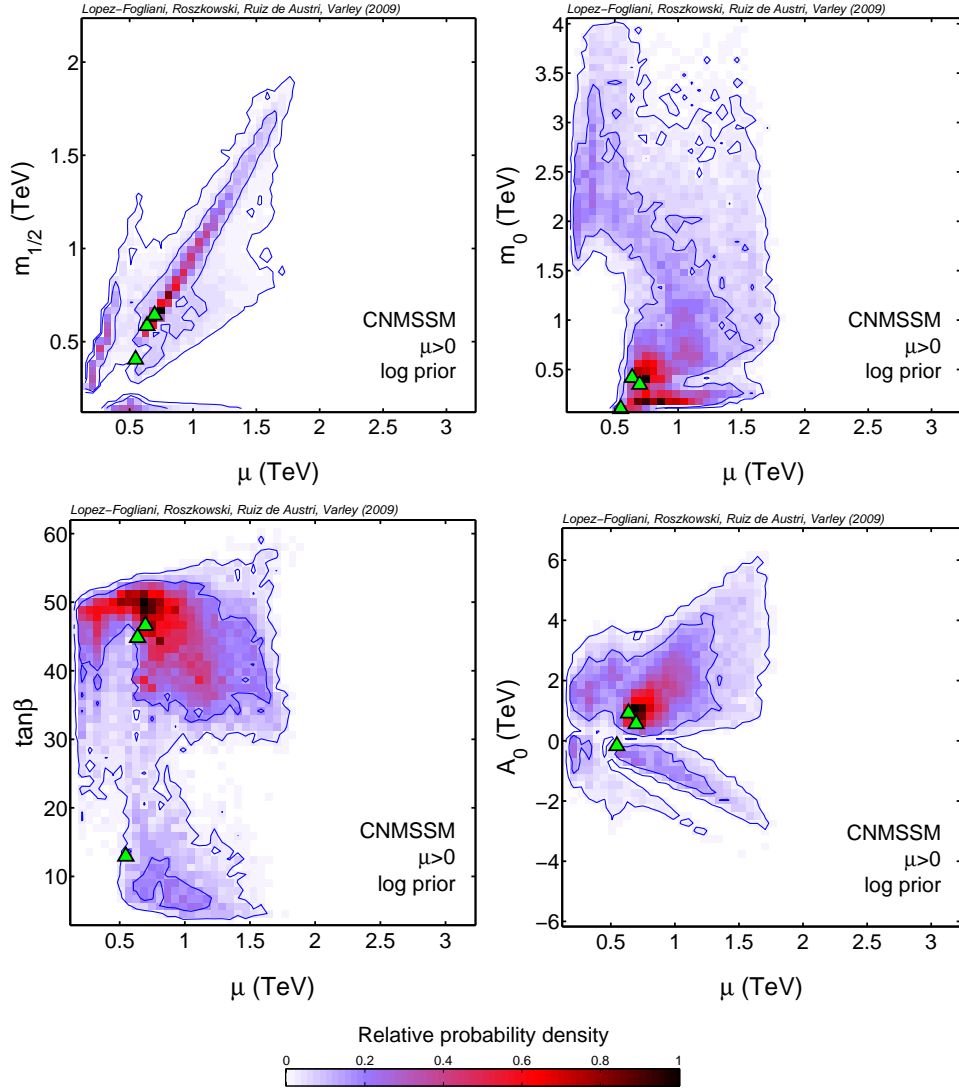 Lopez−Fogliani, Roszkowski, Ruiz de Austri, Varley (2009)
m1/2 (TeV)
2
1.5
1
0.5
CNMSSM
μ>0
log prior
0.5 1 1.5 2 2.5 3
μ (TeV)
Lopez−Fogliani, Roszkowski, Ruiz de Austri, Varley (2009)
m0 (TeV)
4
3.5
3
2.5
2
1.5
1
0.5
CNMSSM
μ>0
log prior
0.5 1 1.5 2 2.5 3
μ (TeV)
Lopez−Fogliani, Roszkowski, Ruiz de Austri, Varley (2009)
tanβ
60
50
40
30
20
10
CNMSSM
μ>0
log prior
0.5 1 1.5 2 2.5 3
μ (TeV)
Lopez−Fogliani, Roszkowski, Ruiz de Austri, Varley (2009)
A0 (TeV)
6
4
2
0
−2
−4
−6
CNMSSM
μ>0
log prior
0.5 1 1.5 2 2.5 3
μ (TeV)
Relative probability density
0 0.2 0.4 0.6 0.8 1